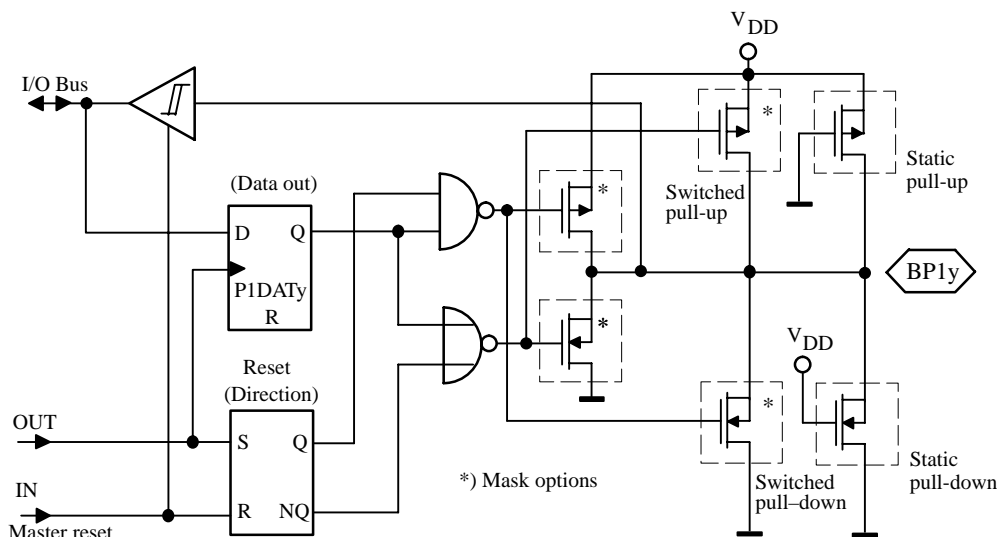 V DD
I/O Bus
*
(Data out)
Static
pull-up
*
Switched
pull-up
D
Q
P1DATy
R
BP1y
*
V DD
Reset
(Direction)
OUT
S
Q
*
*) Mask options
Switched
pull–down
Static
pull-down
IN
Master reset
R
NQ